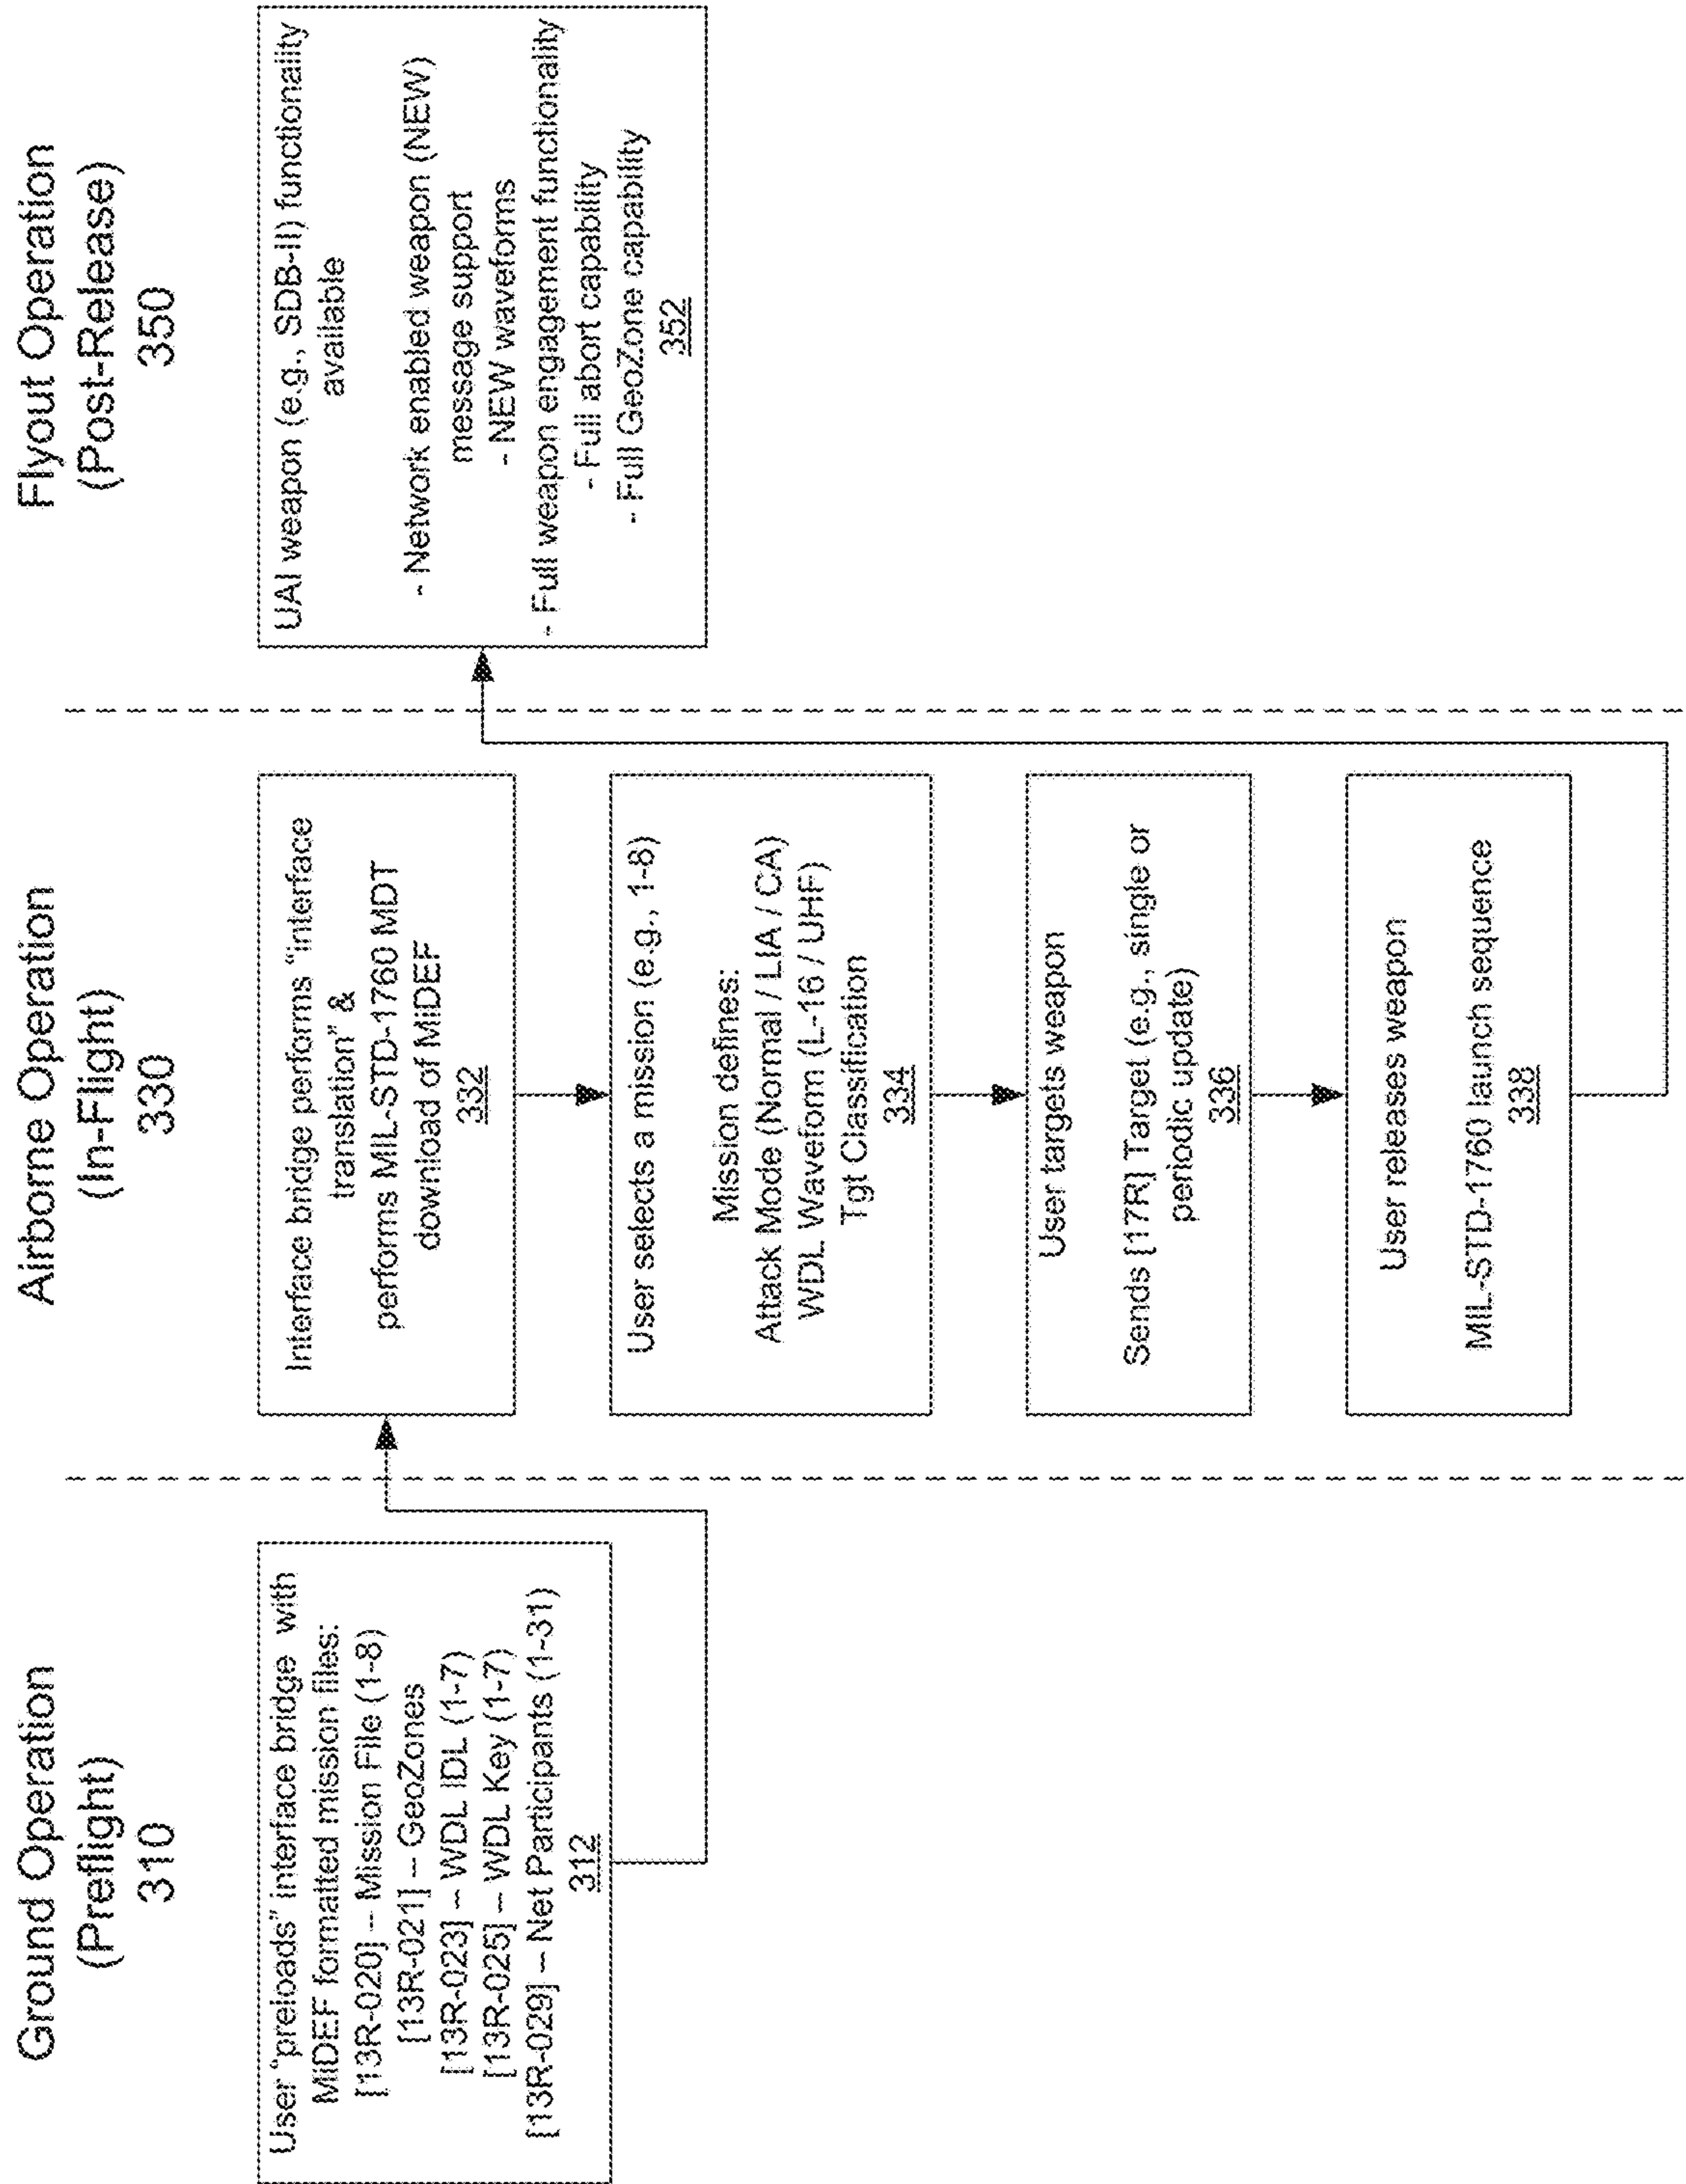 Ground Operation
(Preflight)
310
User "preloads" interface bridge with
MiDEF formatted mission files:
[13R-020] – Mission File (1-8)
[13R-021] – GeoZones
[13R-023] – WDL IDL (1-7)
[13R-025] – WDL Key (1-7)
[13R-029] – Net Participants (1-31)
312
Airborne Operation
(In-Flight)
330
Interface bridge performs "interface
translation" &
performs MIL-STD-1760 MDT
download of MiDEF
332
User selects a mission (e.g., 1-8)
Mission defines:
Attack Mode (Normal / LIA / CA)
WDL Waveform (L-16 / UHF)
Tgt Classification
334
User targets weapon
Sends [17R] Target (e.g., single or
periodic update)
336
User releases weapon
MIL-STD-1760 launch sequence
338
Flyout Operation
(Post-Release)
350
UAI weapon (e.g., SDB-II) functionality
available
- Network enabled weapon (NEW)
message support
- NEW waveforms
- Full weapon engagement functionality
- Full abort capability
- Full GeoZone capability
352